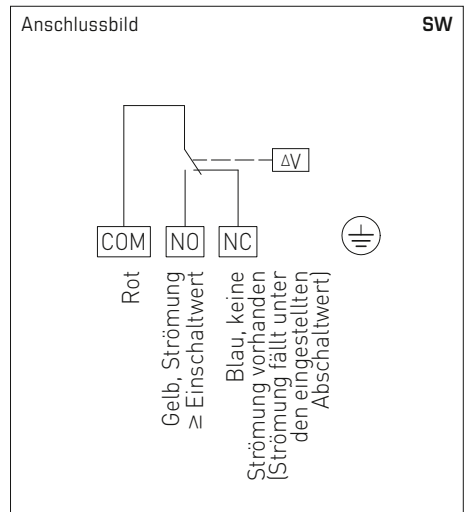 Anschlussbild
SW
ΔV
COM
NO
NC
Rot
Gelb, Strömung
≥ Einschaltwert
Blau, keine
Strömung vorhanden
(Strömung fällt unter
den eingestellten
Abschaltwert)